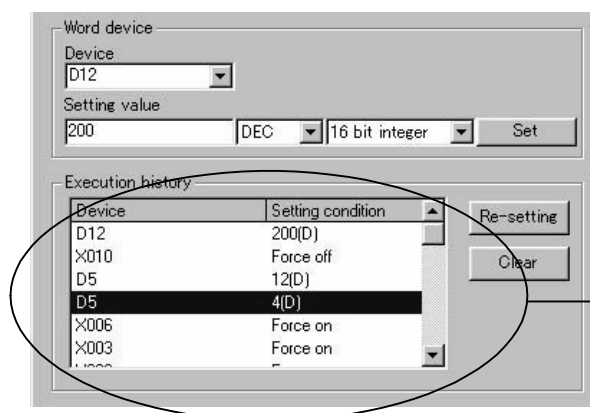 Word device
Device
D12
Setting value
200 DEC 16 bit integer Set
Execution history
Device Setting condition
Re-setting
D12 200(D)
X010 Force off
Clear
D5 12(D)
D5 4(D)
X006 Force on
X003 Force on